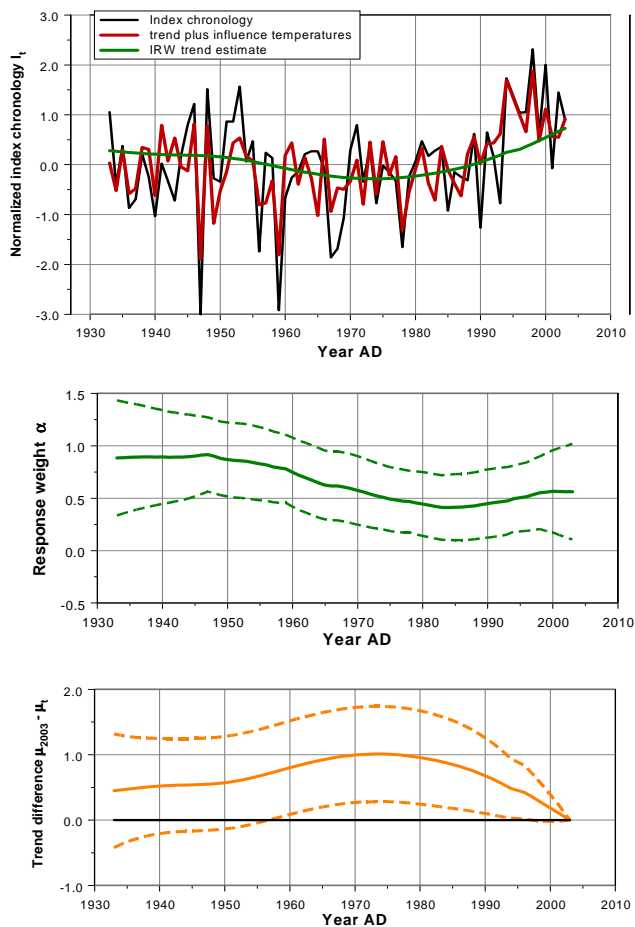 Index chronology
trend plus influence temperatures
IRW trend estimate
3.0
2.0
1.0
0.0
-1.0
-2.0
-3.0
Normalized index chronology It
1930 1940 1950 1960 1970 1980 1990 2000 2010
Year AD
1.5
1.0
0.5
0.0
-0.5
Response weight α
1930 1940 1950 1960 1970 1980 1990 2000 2010
Year AD
2.0
1.0
0.0
-1.0
Trend difference μ2003 - μt
1930 1940 1950 1960 1970 1980 1990 2000 2010
Year AD